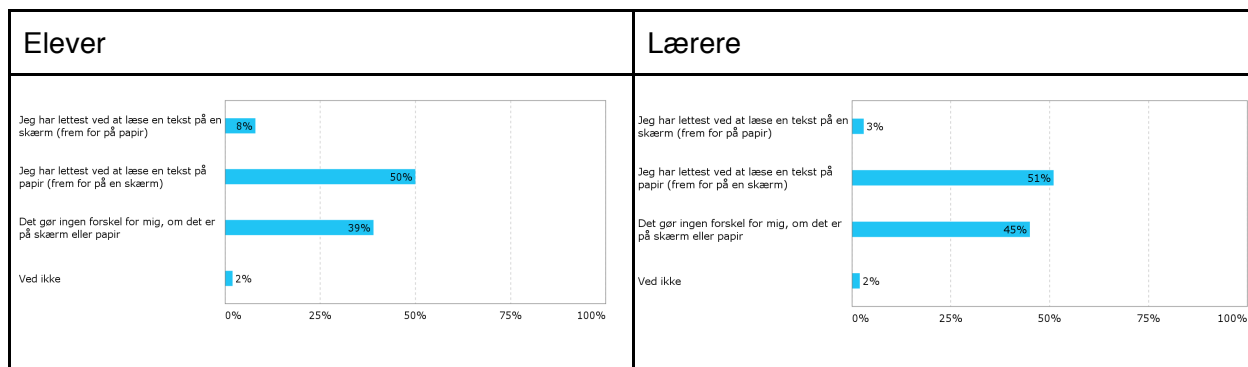 Elever
Jeg har lettest ved at læse en tekst på en
skærm (frem for på papir)
8%
Jeg har lettest ved at læse en tekst på
papir (frem for på en skærm)
50%
Det gør ingen forskel for mig, om det er
på skærm eller papir
39%
Ved ikke
2%
0% 25% 50% 75% 100%
Lærere
Jeg har lettest ved at læse en tekst på en
skærm (frem for på papir)
3%
Jeg har lettest ved at læse en tekst på
papir (frem for på en skærm)
51%
Det gør ingen forskel for mig, om det er
på skærm eller papir
45%
Ved ikke
2%
0% 25% 50% 75% 100%